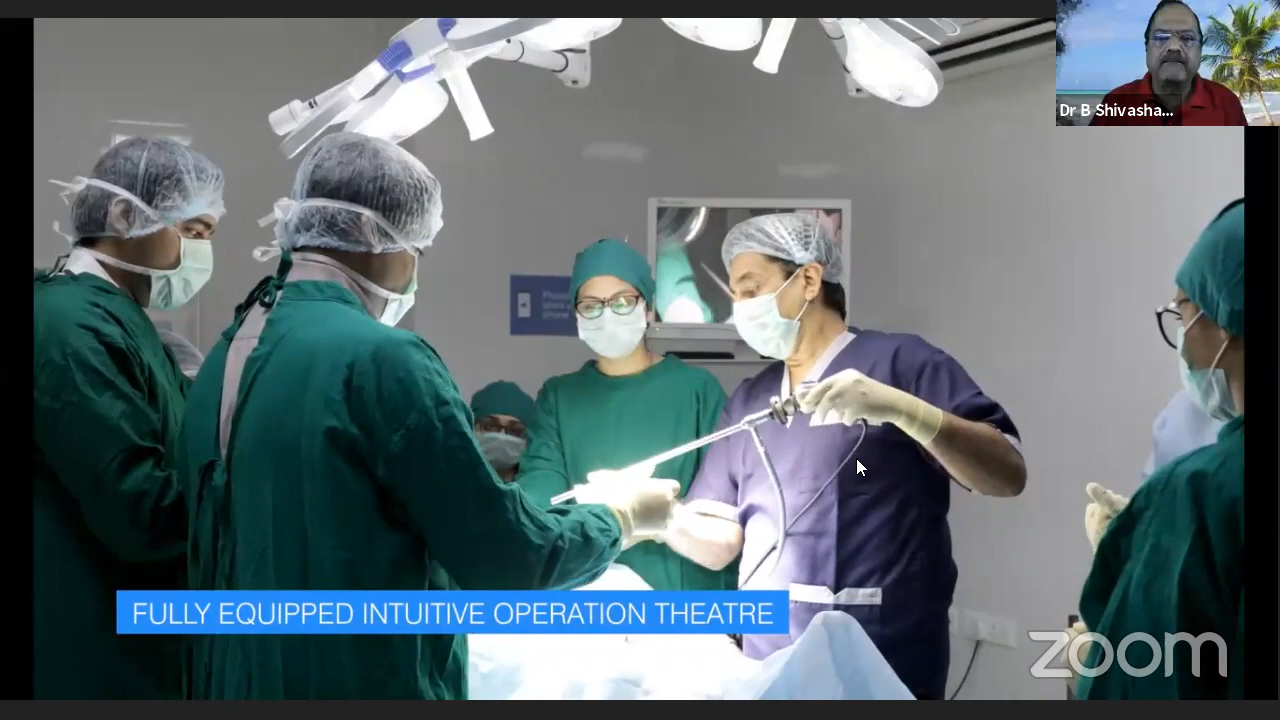 Dr B Shivasha...
FULLY EQUIPPED INTUITIVE OPERATION THEATRE
zoom